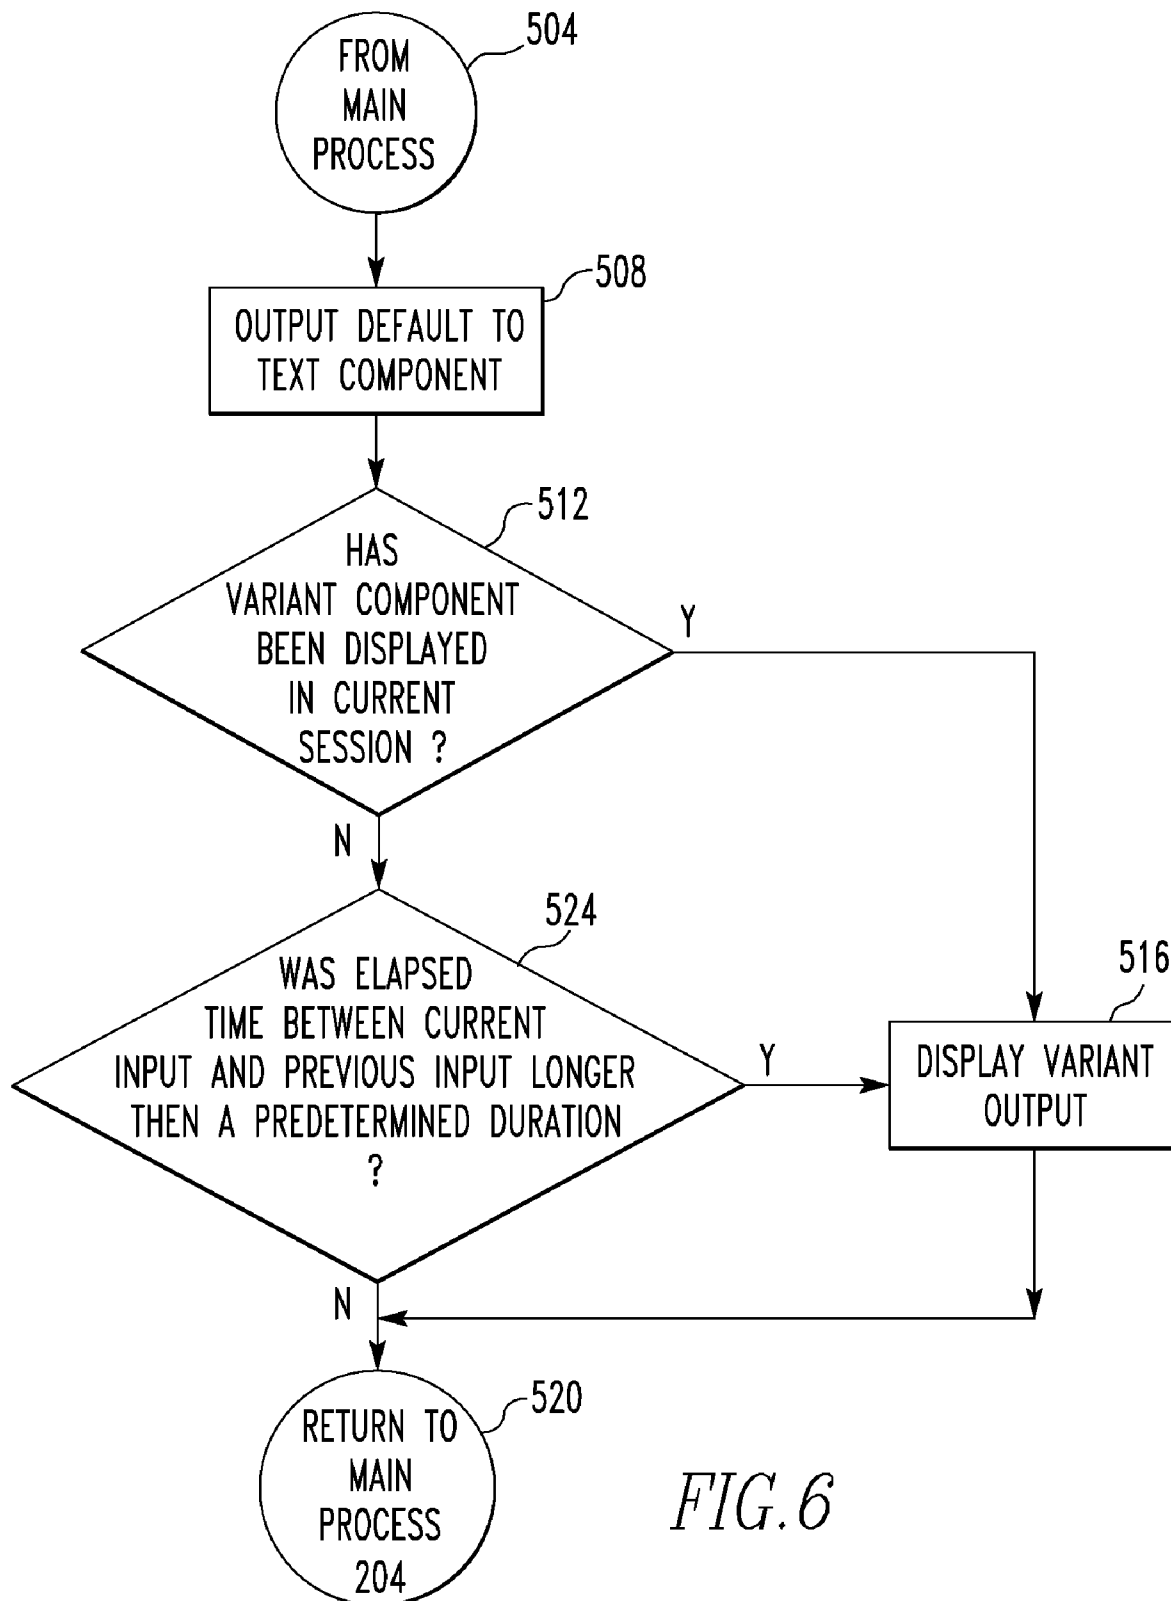 504
FROM
MAIN
PROCESS
508
OUTPUT DEFAULT TO
TEXT COMPONENT
512
HAS
VARIANT COMPONENT
BEEN DISPLAYED
IN CURRENT
SESSION ?
Y
N
524
WAS ELAPSED
TIME BETWEEN CURRENT
INPUT AND PREVIOUS INPUT LONGER
THEN A PREDETERMINED DURATION
?
Y
516
DISPLAY VARIANT
OUTPUT
N
520
RETURN TO
MAIN
PROCESS
204
FIG.6